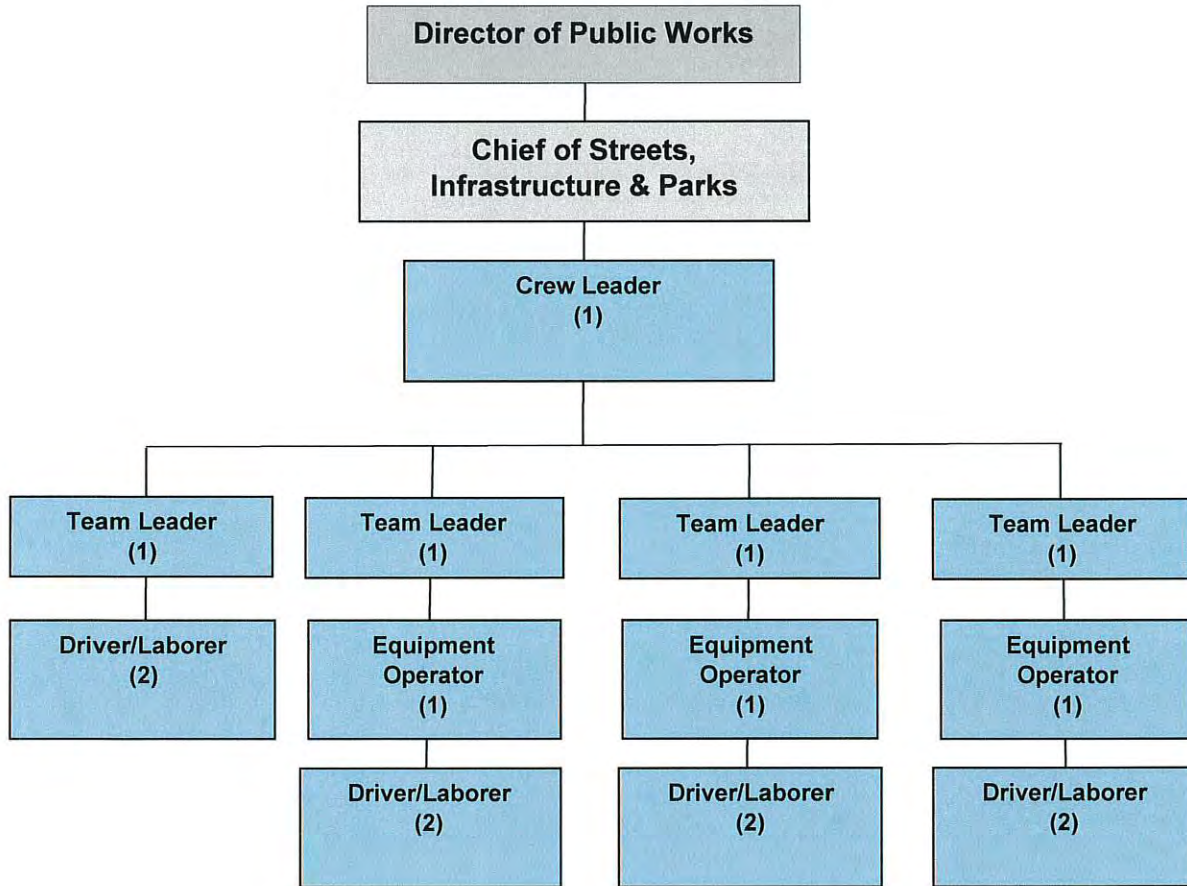 Director of Public Works
Chief of Streets,
Infrastructure & Parks
Crew Leader
(1)
Team Leader
(1)
Team Leader
(1)
Team Leader
(1)
Team Leader
(1)
Driver/Laborer
(2)
Equipment
Operator
(1)
Equipment
Operator
(1)
Equipment
Operator
(1)
Driver/Laborer
(2)
Driver/Laborer
(2)
Driver/Laborer
(2)